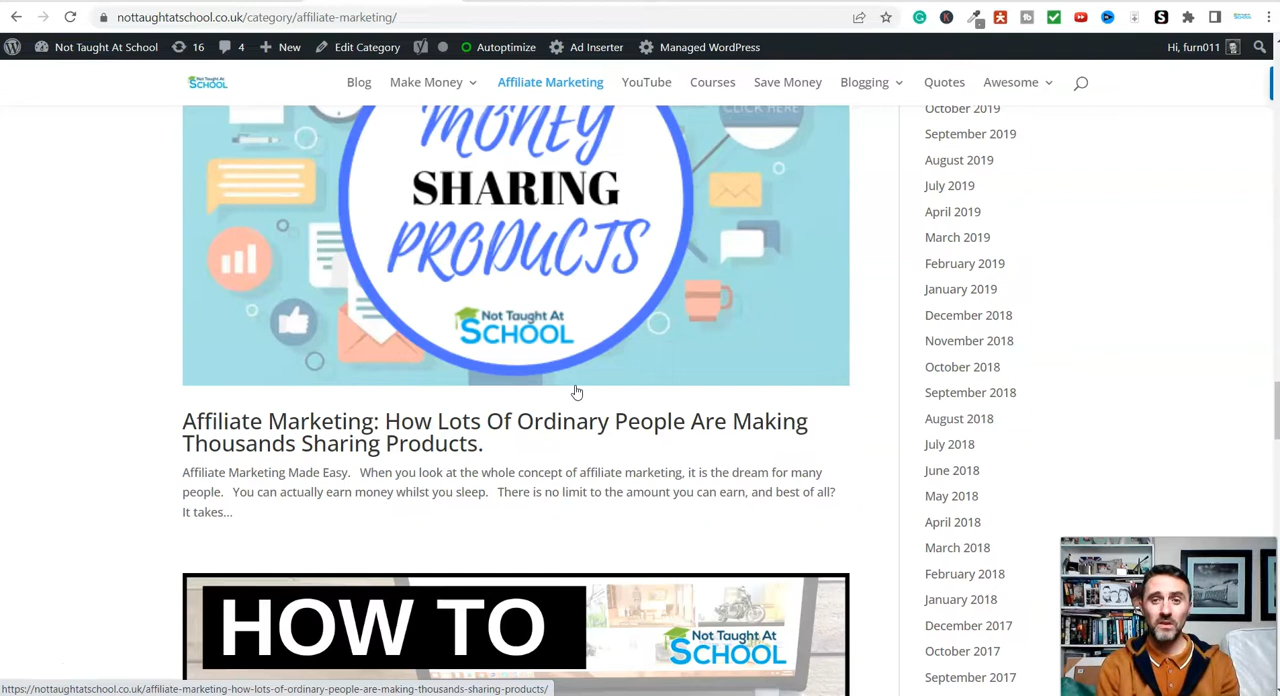 nottaughtatschool.co.uk/category/affiliate-marketing/
Not Taught At School 16 4 New Edit Category Autoptimize Ad Inserter Managed WordPress Hi, furn011
Not Taught At SCHOOL Blog Make Money Affiliate Marketing YouTube Courses Save Money Blogging Quotes Awesome
CLICK HERE
MONEY
SHARING
PRODUCTS
Not Taught At
SCHOOL
Affiliate Marketing: How Lots Of Ordinary People Are Making
Thousands Sharing Products.
Affiliate Marketing Made Easy. When you look at the whole concept of affiliate marketing, it is the dream for many
people. You can actually earn money whilst you sleep. There is no limit to the amount you can earn, and best of all?
It takes...
HOW TO
Not Taught At
SCHOOL
October 2019
September 2019
August 2019
July 2019
April 2019
March 2019
February 2019
January 2019
December 2018
November 2018
October 2018
September 2018
August 2018
July 2018
June 2018
May 2018
April 2018
March 2018
February 2018
January 2018
December 2017
October 2017
September 2017
https://nottaughtatschool.co.uk/affiliate-marketing-how-lots-of-ordinary-people-are-making-thousands-sharing-products/